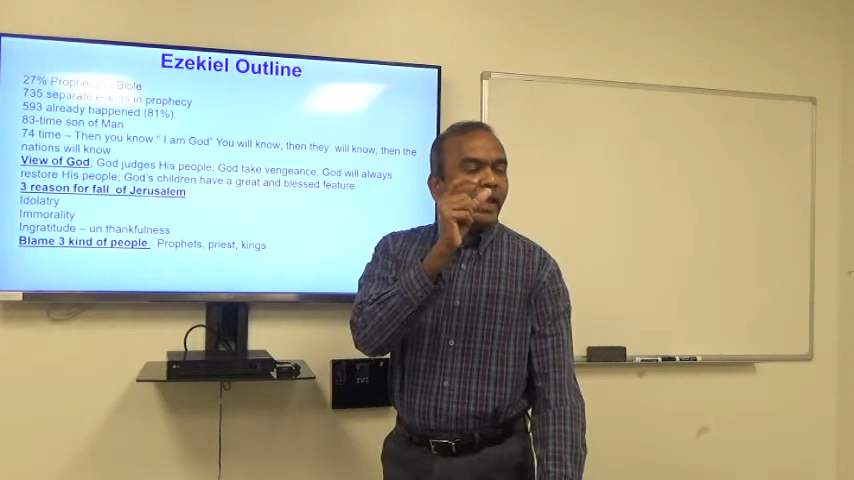 Ezekiel Outline
27% Prophecy in Bible
735 separate events in prophecy
593 already happened (81%).
83-time son of Man
74 time – Then you know “ I am God” You will know; then they will know; then the
nations will know
View of God; God judges His people; God take vengeance; God will always
restore His people; God's children have a great and blessed feature
3 reason for fall of Jerusalem
Idolatry
Immorality
Ingratitude – un thankfulness
Blame 3 kind of people Prophets, priest, kings